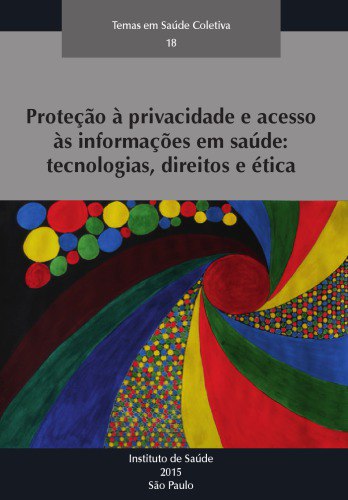 Temas em Saúde Coletiva
18
Proteção à privacidade e acesso
às informações em saúde:
tecnologias, direitos e ética
Instituto de Saúde
2015
São Paulo